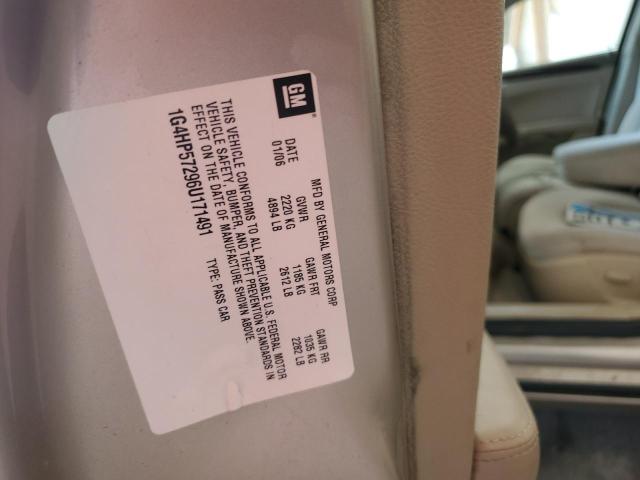 GM
MFD BY GENERAL MOTORS CORP
DATE GVWR GAWR FRT GAWR RR
01/06 2220 KG 1185 KG 1035 KG
4894 LB 2612 LB 2282 LB
THIS VEHICLE CONFORMS TO ALL APPLICABLE U.S. FEDERAL MOTOR
VEHICLE SAFETY, BUMPER, AND THEFT PREVENTION STANDARDS IN
EFFECT ON THE DATE OF MANUFACTURE SHOWN ABOVE.
1G4HP57296U171491 TYPE: PASS CAR